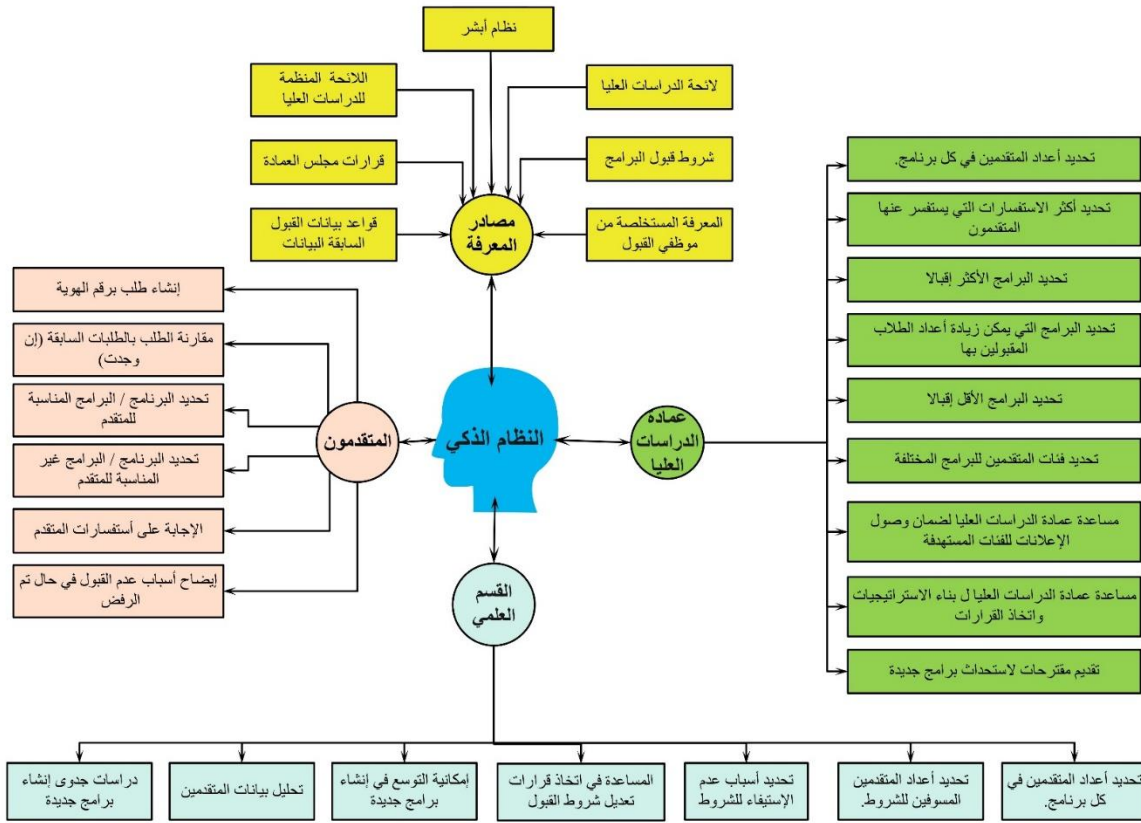 نظام أبشر
لائحة الدراسات العليا
اللائحة المنظمة
للدراسات العليا
شروط قبول البرامج
قرارات مجلس العمادة
المعرفة المستخلصة من
موظفي القبول
قواعد بيانات القبول
السابقة البيانات
مصادر
المعرفة
النظام الذكي
عمادة
الدراسات
العليا
تحديد أعداد المتقدمين في كل برنامج.
تحديد أكثر الاستفسارات التي يستفسر عنها
المتقدمون
تحديد البرامج الأكثر إقبالا
تحديد البرامج التي يمكن زيادة أعداد الطلاب
المقبولين بها
تحديد البرامج الأقل إقبالا
تحديد فئات المتقدمين للبرامج المختلفة
مساعدة عمادة الدراسات العليا لضمان وصول
الإعلانات للفئات المستهدفة
مساعدة عمادة الدراسات العليا ل بناء الاستراتيجيات
واتخاذ القرارات
تقديم مقترحات لاستحداث برامج جديدة
المتقدمون
إنشاء طلب برقم الهوية
مقارنة الطلب بالطلبات السابقة (إن
وجدت)
تحديد البرنامج / البرامج المناسبة
للمتقدم
تحديد البرنامج / البرامج غير
المناسبة للمتقدم
الإجابة على أستفسارات المتقدم
إيضاح أسباب عدم القبول في حال تم
الرفض
القسم
العلمي
تحديد أعداد المتقدمين في
كل برنامج.
تحديد أعداد المتقدمين
المسوفين للشروط.
تحديد أسباب عدم
الإستيفاء للشروط
المساعدة في اتخاذ قرارات
تعديل شروط القبول
إمكانية التوسع في إنشاء
برامج جديدة
تحليل بيانات المتقدمين
دراسات جدوى إنشاء
برامج جديدة